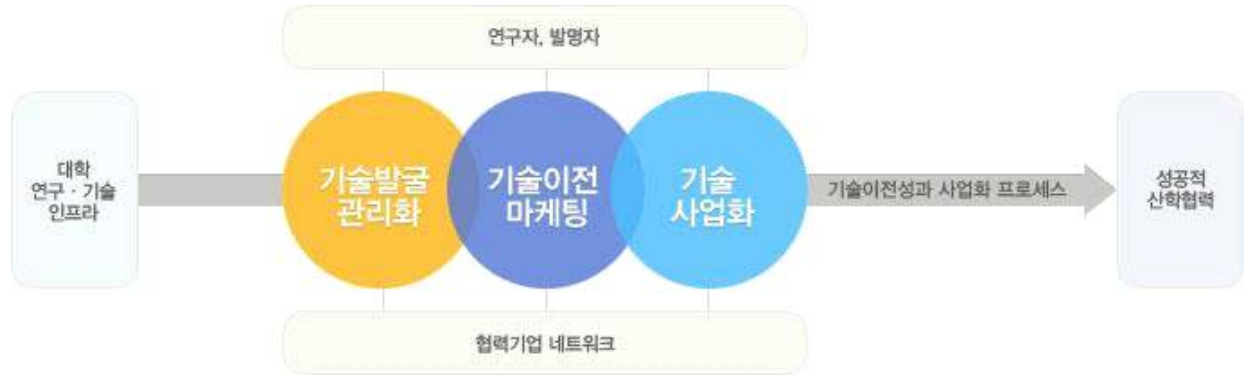 연구자, 발명자
대학
연구 · 기술
인프라
기술발굴
관리화
기술이전
마케팅
기술
사업화
기술이전성과 사업화 프로세스
성공적
산학협력
협력기업 네트워크